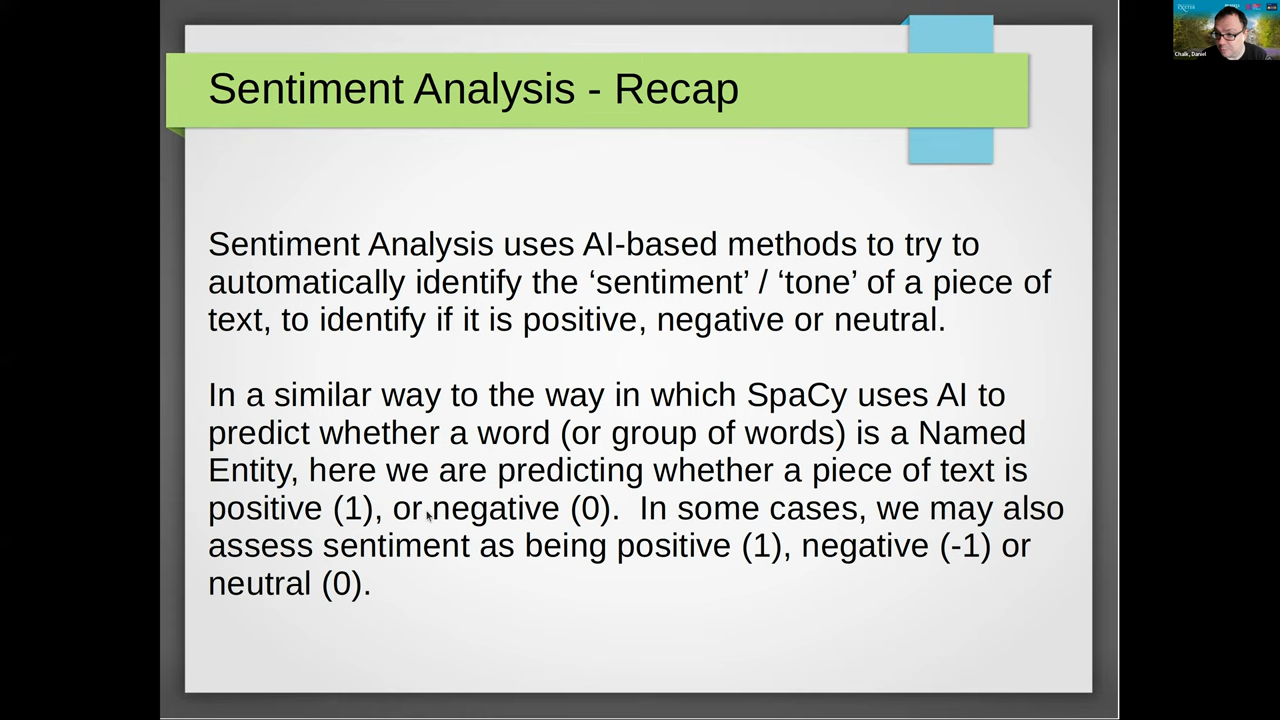 Sentiment Analysis - Recap
Sentiment Analysis uses AI-based methods to try to
automatically identify the ‘sentiment’ / ‘tone’ of a piece of
text, to identify if it is positive, negative or neutral.
In a similar way to the way in which SpaCy uses AI to
predict whether a word (or group of words) is a Named
Entity, here we are predicting whether a piece of text is
positive (1), or negative (0).  In some cases, we may also
assess sentiment as being positive (1), negative (-1) or
neutral (0).
Chalk, Daniel